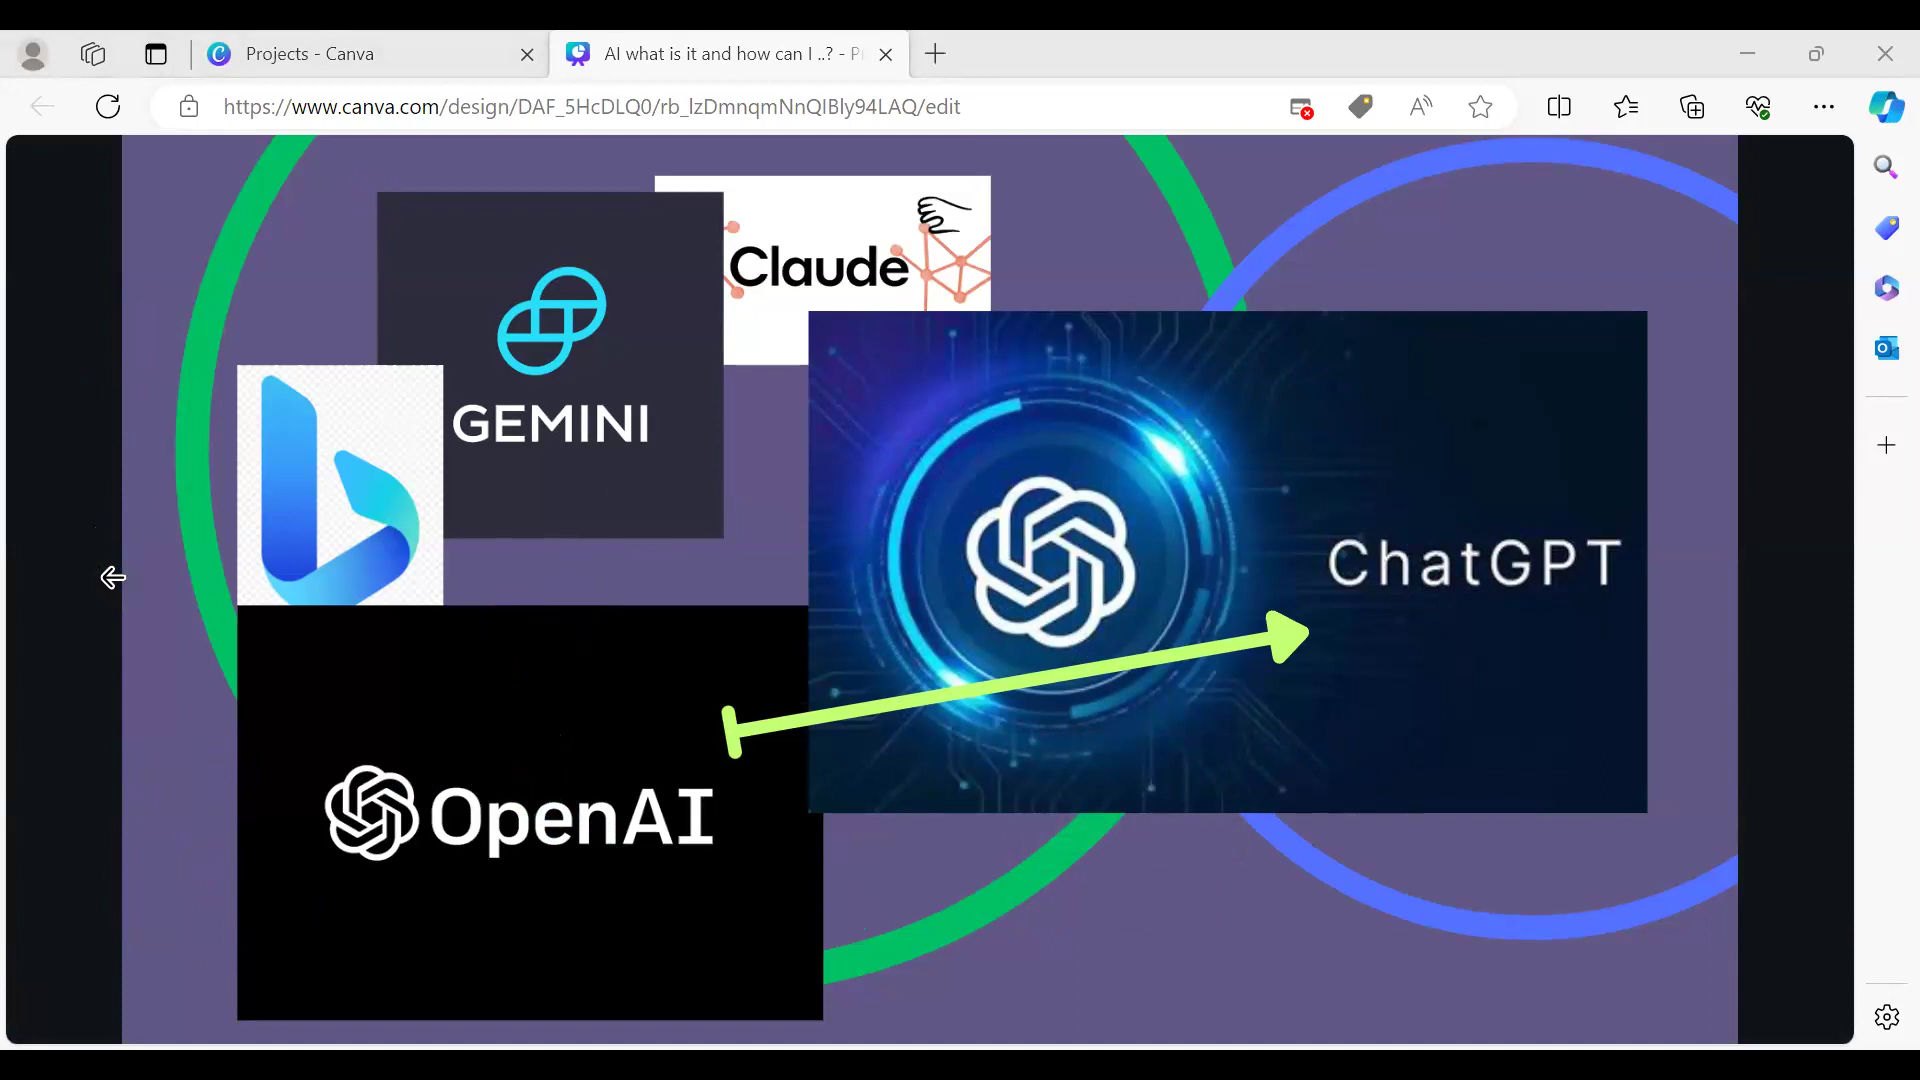 Projects - Canva
AI what is it and how can I ..? - P
https://www.canva.com/design/DAF_5HcDLQ0/rb_lzDmnqmNnQIBly94LAQ/edit
Claude
GEMINI
ChatGPT
OpenAI